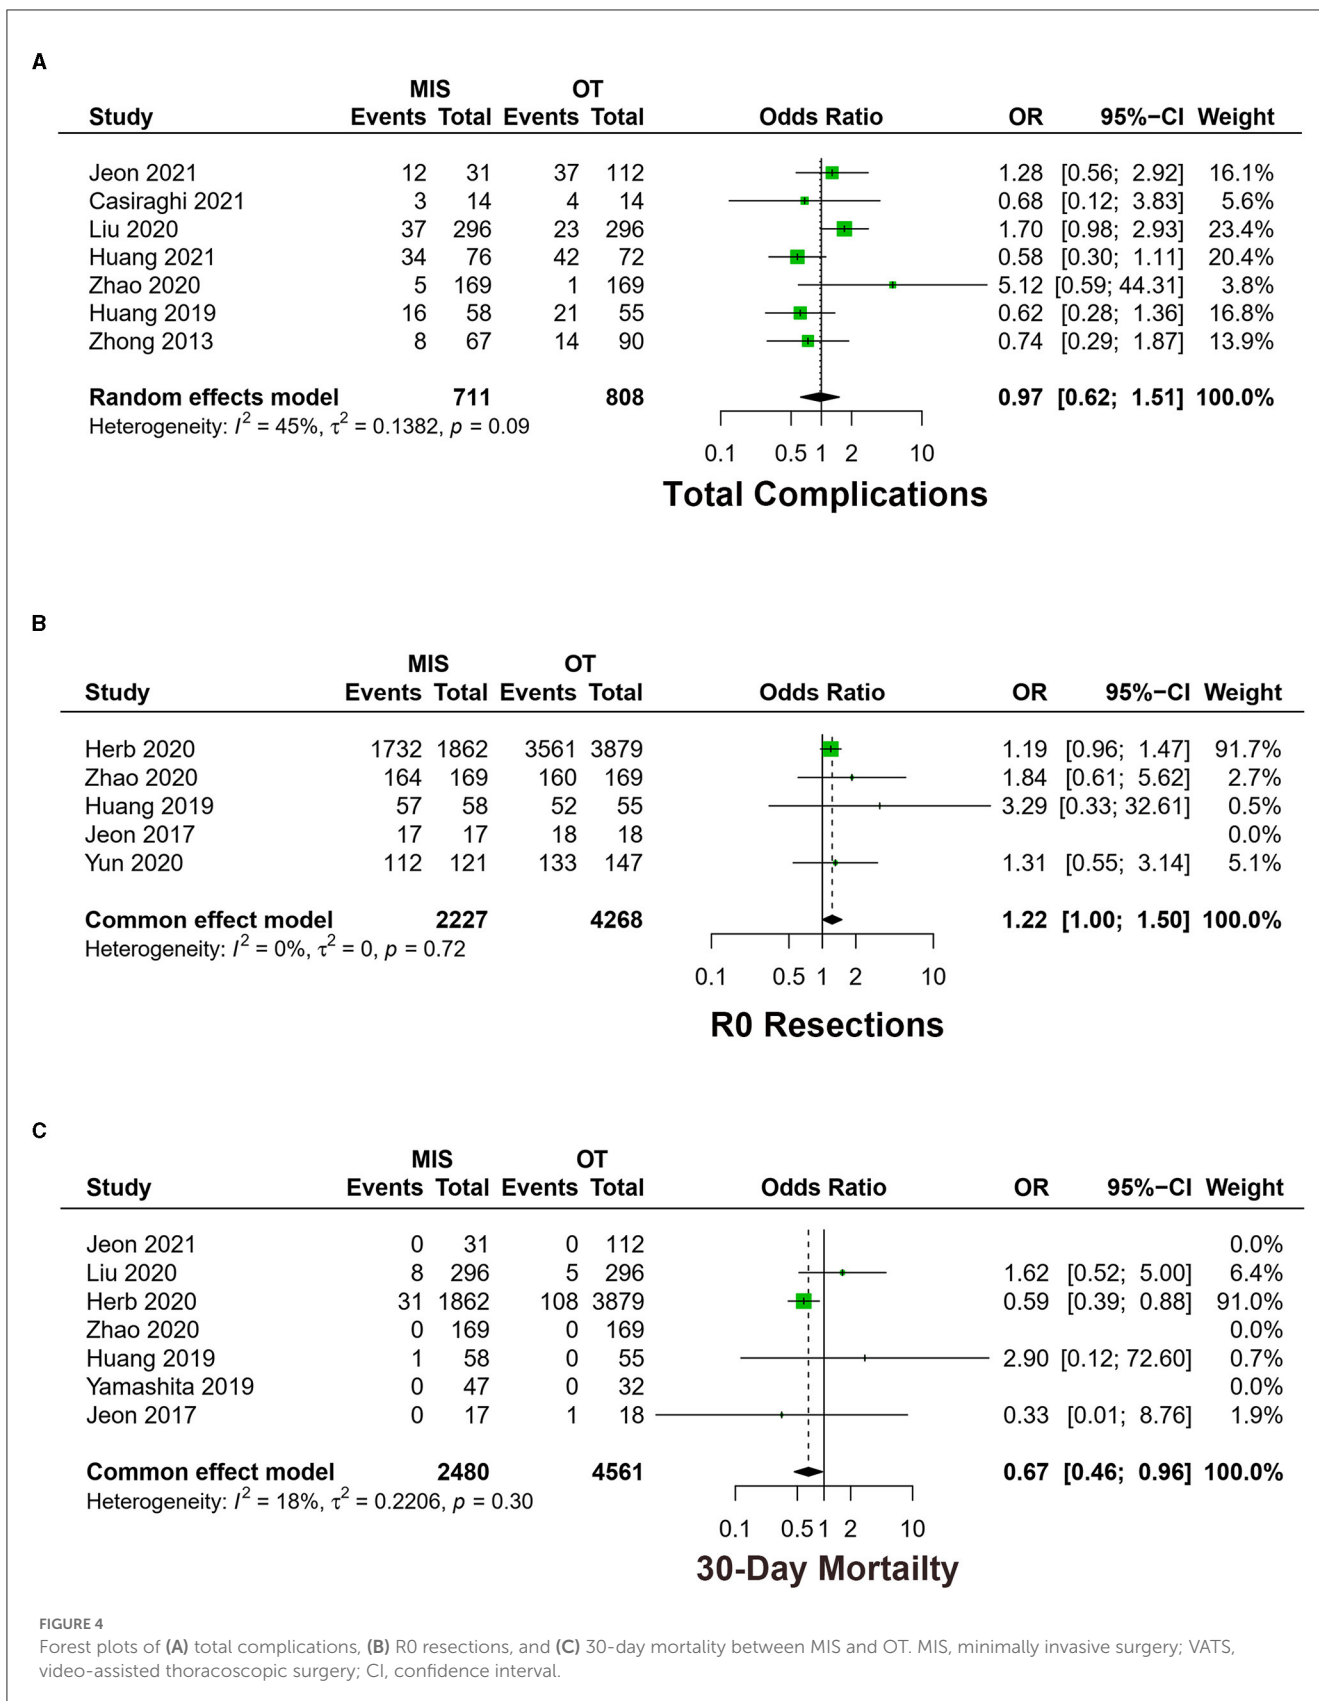 A
MIS OT
Study Events Total Events Total Odds Ratio OR 95%−CI Weight
Jeon 2021 12 31 37 112 1.28 [0.56; 2.92] 16.1%
Casiraghi 2021 3 14 4 14 0.68 [0.12; 3.83] 5.6%
Liu 2020 37 296 23 296 1.70 [0.98; 2.93] 23.4%
Huang 2021 34 76 42 72 0.58 [0.30; 1.11] 20.4%
Zhao 2020 5 169 1 169 5.12 [0.59; 44.31] 3.8%
Huang 2019 16 58 21 55 0.62 [0.28; 1.36] 16.8%
Zhong 2013 8 67 14 90 0.74 [0.29; 1.87] 13.9%
Random effects model 711 808 0.97 [0.62; 1.51] 100.0%
Heterogeneity: I² = 45%, τ² = 0.1382, p = 0.09
0.1 0.5 1 2 10
Total Complications
B
MIS OT
Study Events Total Events Total Odds Ratio OR 95%−CI Weight
Herb 2020 1732 1862 3561 3879 1.19 [0.96; 1.47] 91.7%
Zhao 2020 164 169 160 169 1.84 [0.61; 5.62] 2.7%
Huang 2019 57 58 52 55 3.29 [0.33; 32.61] 0.5%
Jeon 2017 17 17 18 18 0.0%
Yun 2020 112 121 133 147 1.31 [0.55; 3.14] 5.1%
Common effect model 2227 4268 1.22 [1.00; 1.50] 100.0%
Heterogeneity: I² = 0%, τ² = 0, p = 0.72
0.1 0.5 1 2 10
R0 Resections
C
MIS OT
Study Events Total Events Total Odds Ratio OR 95%−CI Weight
Jeon 2021 0 31 0 112 0.0%
Liu 2020 8 296 5 296 1.62 [0.52; 5.00] 6.4%
Herb 2020 31 1862 108 3879 0.59 [0.39; 0.88] 91.0%
Zhao 2020 0 169 0 169 0.0%
Huang 2019 1 58 0 55 2.90 [0.12; 72.60] 0.7%
Yamashita 2019 0 47 0 32 0.0%
Jeon 2017 0 17 1 18 0.33 [0.01; 8.76] 1.9%
Common effect model 2480 4561 0.67 [0.46; 0.96] 100.0%
Heterogeneity: I² = 18%, τ² = 0.2206, p = 0.30
0.1 0.5 1 2 10
30-Day Mortailty
FIGURE 4
Forest plots of (A) total complications, (B) R0 resections, and (C) 30-day mortality between MIS and OT. MIS, minimally invasive surgery; VATS,
video-assisted thoracoscopic surgery; CI, confidence interval.